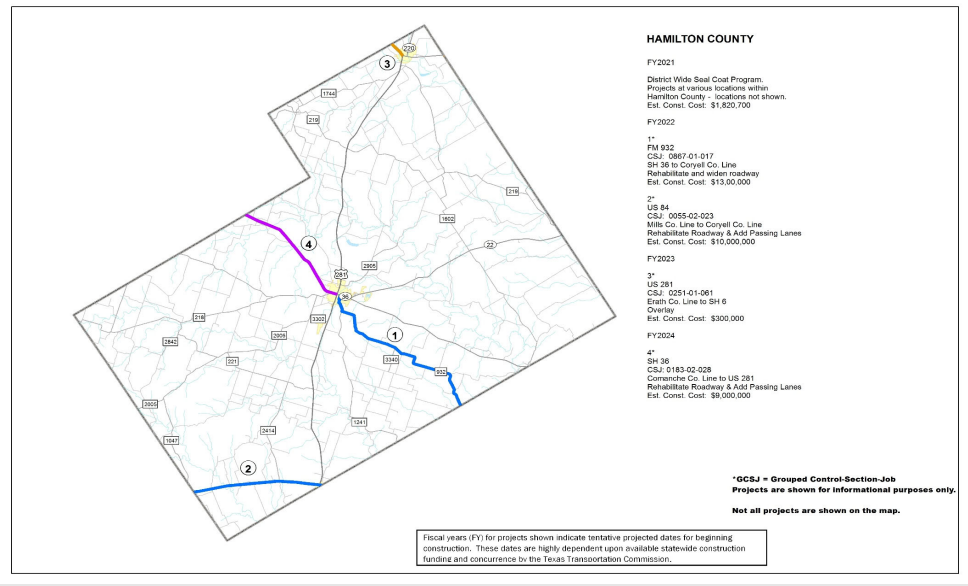 HAMILTON COUNTY
FY2021
District Wide Seal Coat Program.
Projects at various locations within
Hamilton County - locations not shown.
Est. Const. Cost: $1,820,700
FY2022
1*
FM 932
CSJ: 0867-01-017
SH 36 to Coryell Co. Line
Rehabilitate and widen roadway
Est. Const. Cost: $13,00,000
2*
US 84
CSJ: 0055-02-023
Mills Co. Line to Coryell Co. Line
Rehabilitate Roadway & Add Passing Lanes
Est. Const. Cost: $10,000,000
FY2023
3*
US 281
CSJ: 0251-01-061
Erath Co. Line to SH 6
Overlay
Est. Const. Cost: $300,000
FY2024
4*
SH 36
CSJ: 0183-02-028
Comanche Co. Line to US 281
Rehabilitate Roadway & Add Passing Lanes
Est. Const. Cost: $9,000,000
220
3
1744
219
219
1602
4
22
2905
281
36
218
3302
1
2842
2005
221
3340
932
2005
1241
1047
2414
2
*GCSJ = Grouped Control-Section-Job
Projects are shown for informational purposes only.
Not all projects are shown on the map.
Fiscal years (FY) for projects shown indicate tentative projected dates for beginning
construction. These dates are highly dependent upon available statewide construction
funding and concurrence by the Texas Transportation Commission.